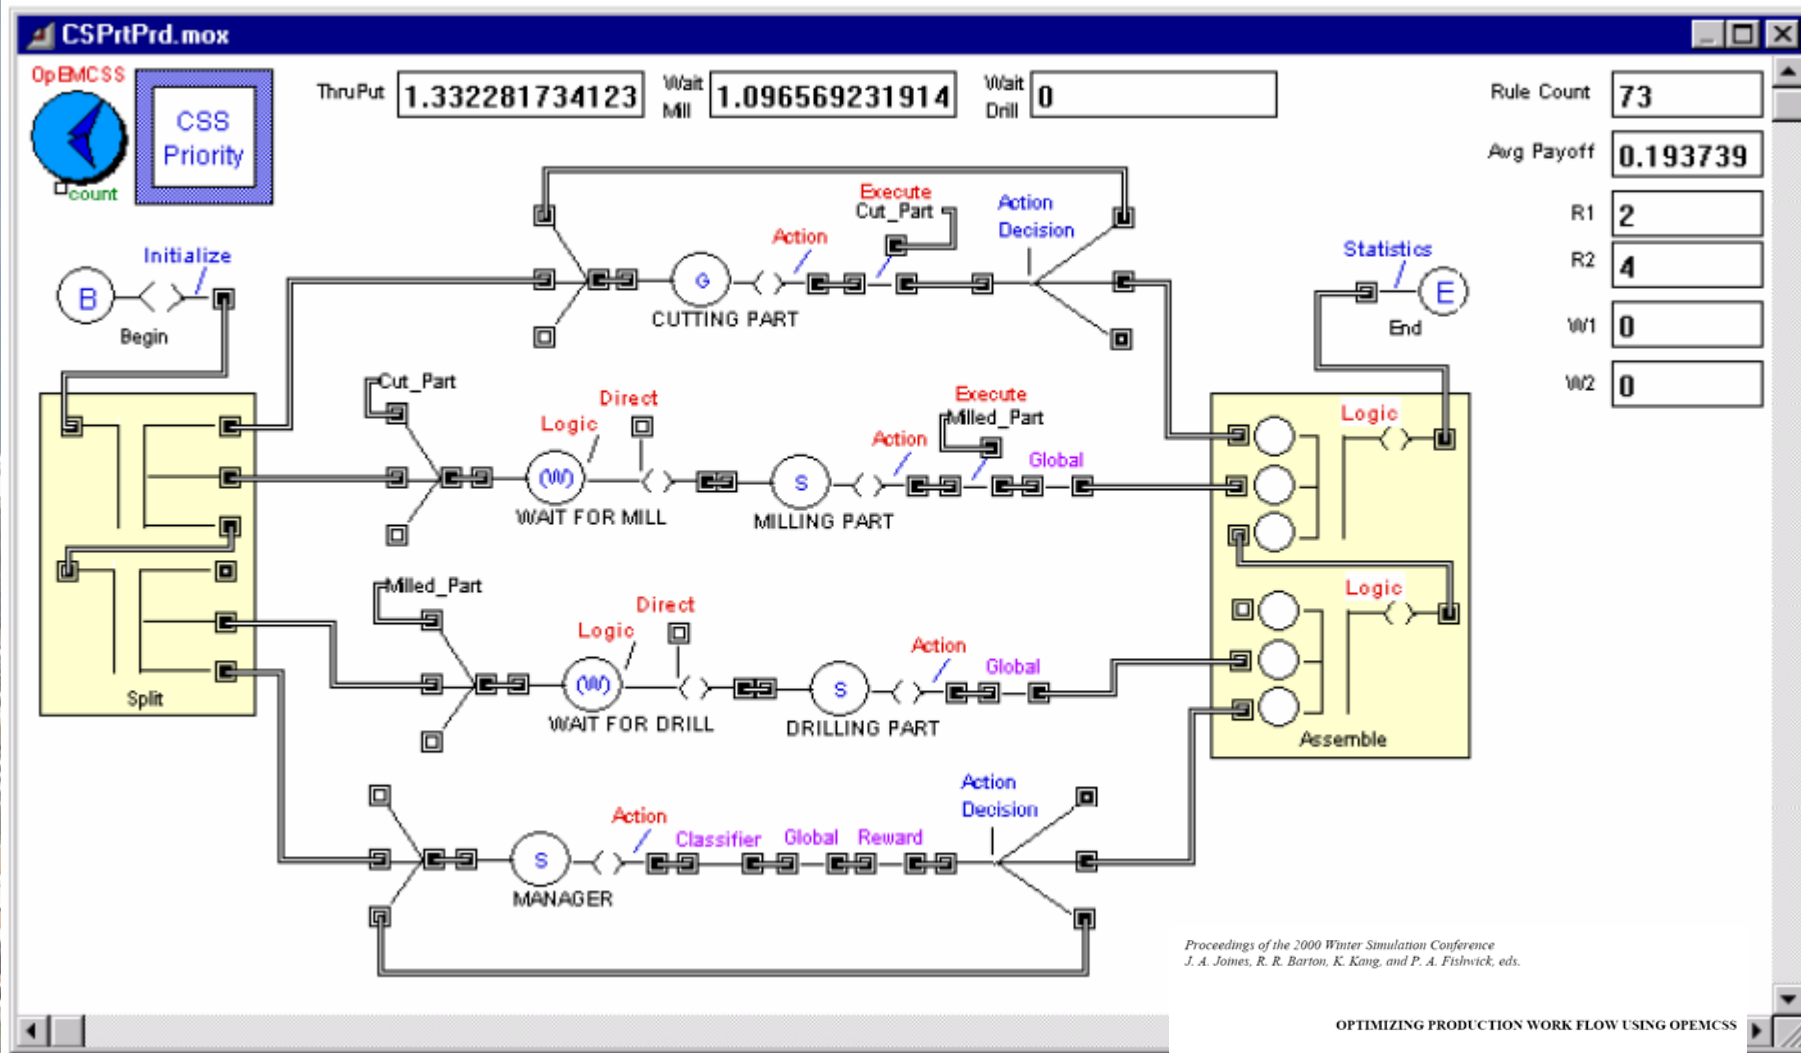 CSPrtPrd.mox
OpEMCSS
count
CSS
Priority
ThruPut 1.332281734123
Wait
Mill
1.096569231914
Wait
Drill
0
Rule Count 73
Avg Payoff 0.193739
R1 2
R2 4
W1 0
W2 0
Initialize
B
Begin
G
CUTTING PART
Action
Execute
Cut_Part
Action
Decision
Statistics
E
End
Cut_Part
Logic
Direct
(W)
WAIT FOR MILL
S
MILLING PART
Action
Execute
Milled_Part
Global
Milled_Part
Logic
Direct
(W)
WAIT FOR DRILL
S
DRILLING PART
Action
Global
Split
Logic
Logic
Assemble
S
MANAGER
Action
Classifier Global Reward
Action
Decision
Proceedings of the 2000 Winter Simulation Conference
J. A. Joines, R. R. Barton, K. Kang, and P. A. Fishwick, eds.
OPTIMIZING PRODUCTION WORK FLOW USING OPEMCSS